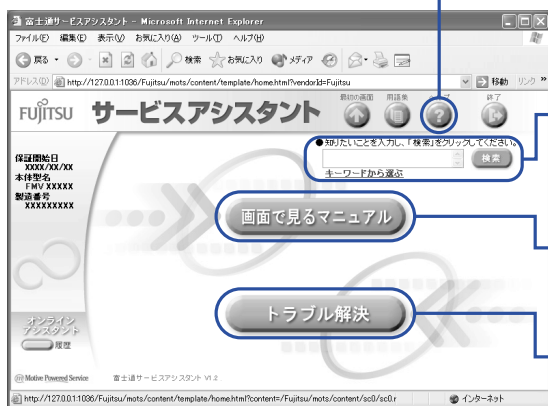 富士通サービスアシスタント - Microsoft Internet Explorer
ファイル(F) 編集(E) 表示(V) お気に入り(A) ツール(T) ヘルプ(H)
戻る 検索 お気に入り メディア
アドレス(D) http://127.0.0.1:1036/Fujitsu/mots/content/template/home.html?vendorId=Fujitsu 移動 リンク »
最初の画面 用語集 終了
FUJITSU サービスアシスタント
●知りたいことを入力し、「検索」をクリックしてください。
検索
キーワードから選ぶ
保証開始日
XXXX/XX/XX
本体型名
FMV XXXXX
製造番号
XXXXXXXXX
画面で見るマニュアル
トラブル解決
オンライン
アシスタント
履歴
Motive Powered Service 富士通サービスアシスタント V1.2
http://127.0.0.1:1036/Fujitsu/mots/content/template/home.html?content=/Fujitsu/mots/content/sc0/sc0.r インターネット